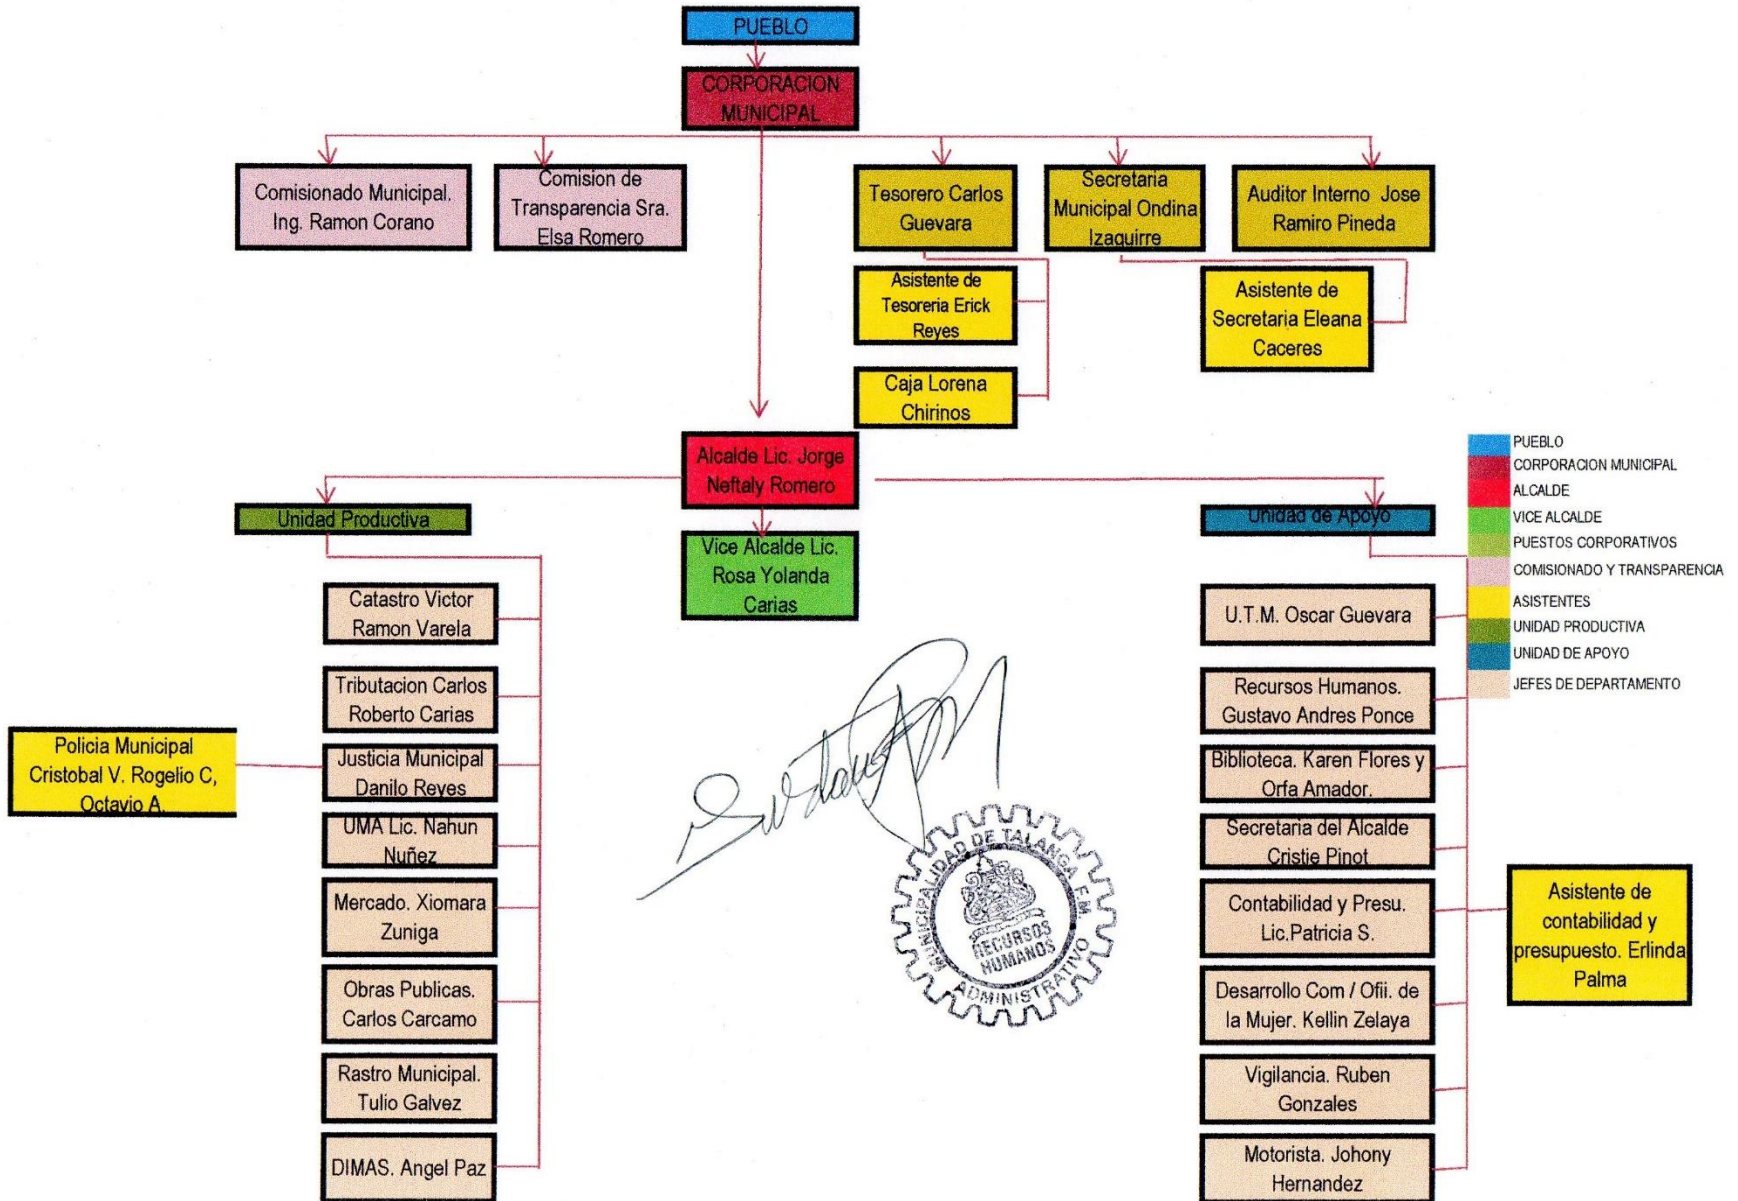 PUEBLO
CORPORACION
MUNICIPAL
Comisionado Municipal.
Ing. Ramon Corano
Comision de
Transparencia Sra.
Elsa Romero
Tesorero Carlos
Guevara
Secretaria
Municipal Ondina
Izaquirre
Auditor Interno Jose
Ramiro Pineda
Asistente de
Tesoreria Erick
Reyes
Asistente de
Secretaria Eleana
Caceres
Caja Lorena
Chirinos
Alcalde Lic. Jorge
Neftaly Romero
Unidad Productiva
Unidad de Apoyo
Vice Alcalde Lic.
Rosa Yolanda
Carias
PUEBLO
CORPORACION MUNICIPAL
ALCALDE
VICE ALCALDE
PUESTOS CORPORATIVOS
COMISIONADO Y TRANSPARENCIA
ASISTENTES
UNIDAD PRODUCTIVA
UNIDAD DE APOYO
JEFES DE DEPARTAMENTO
Catastro Victor
Ramon Varela
Tributacion Carlos
Roberto Carias
Policia Municipal
Cristobal V. Rogelio C,
Octavio A.
Justicia Municipal
Danilo Reyes
UMA Lic. Nahun
Nuñez
Mercado. Xiomara
Zuniga
Obras Publicas.
Carlos Carcamo
Rastro Municipal.
Tulio Galvez
DIMAS. Angel Paz
MUNICIPALIDAD DE TALANGA F.M.
RECURSOS
HUMANOS
ADMINISTRATIVO
U.T.M. Oscar Guevara
Recursos Humanos.
Gustavo Andres Ponce
Biblioteca. Karen Flores y
Orfa Amador.
Secretaria del Alcalde
Cristie Pinot
Contabilidad y Presu.
Lic.Patricia S.
Asistente de
contabilidad y
presupuesto. Erlinda
Palma
Desarrollo Com / Ofii. de
la Mujer. Kellin Zelaya
Vigilancia. Ruben
Gonzales
Motorista. Johony
Hernandez